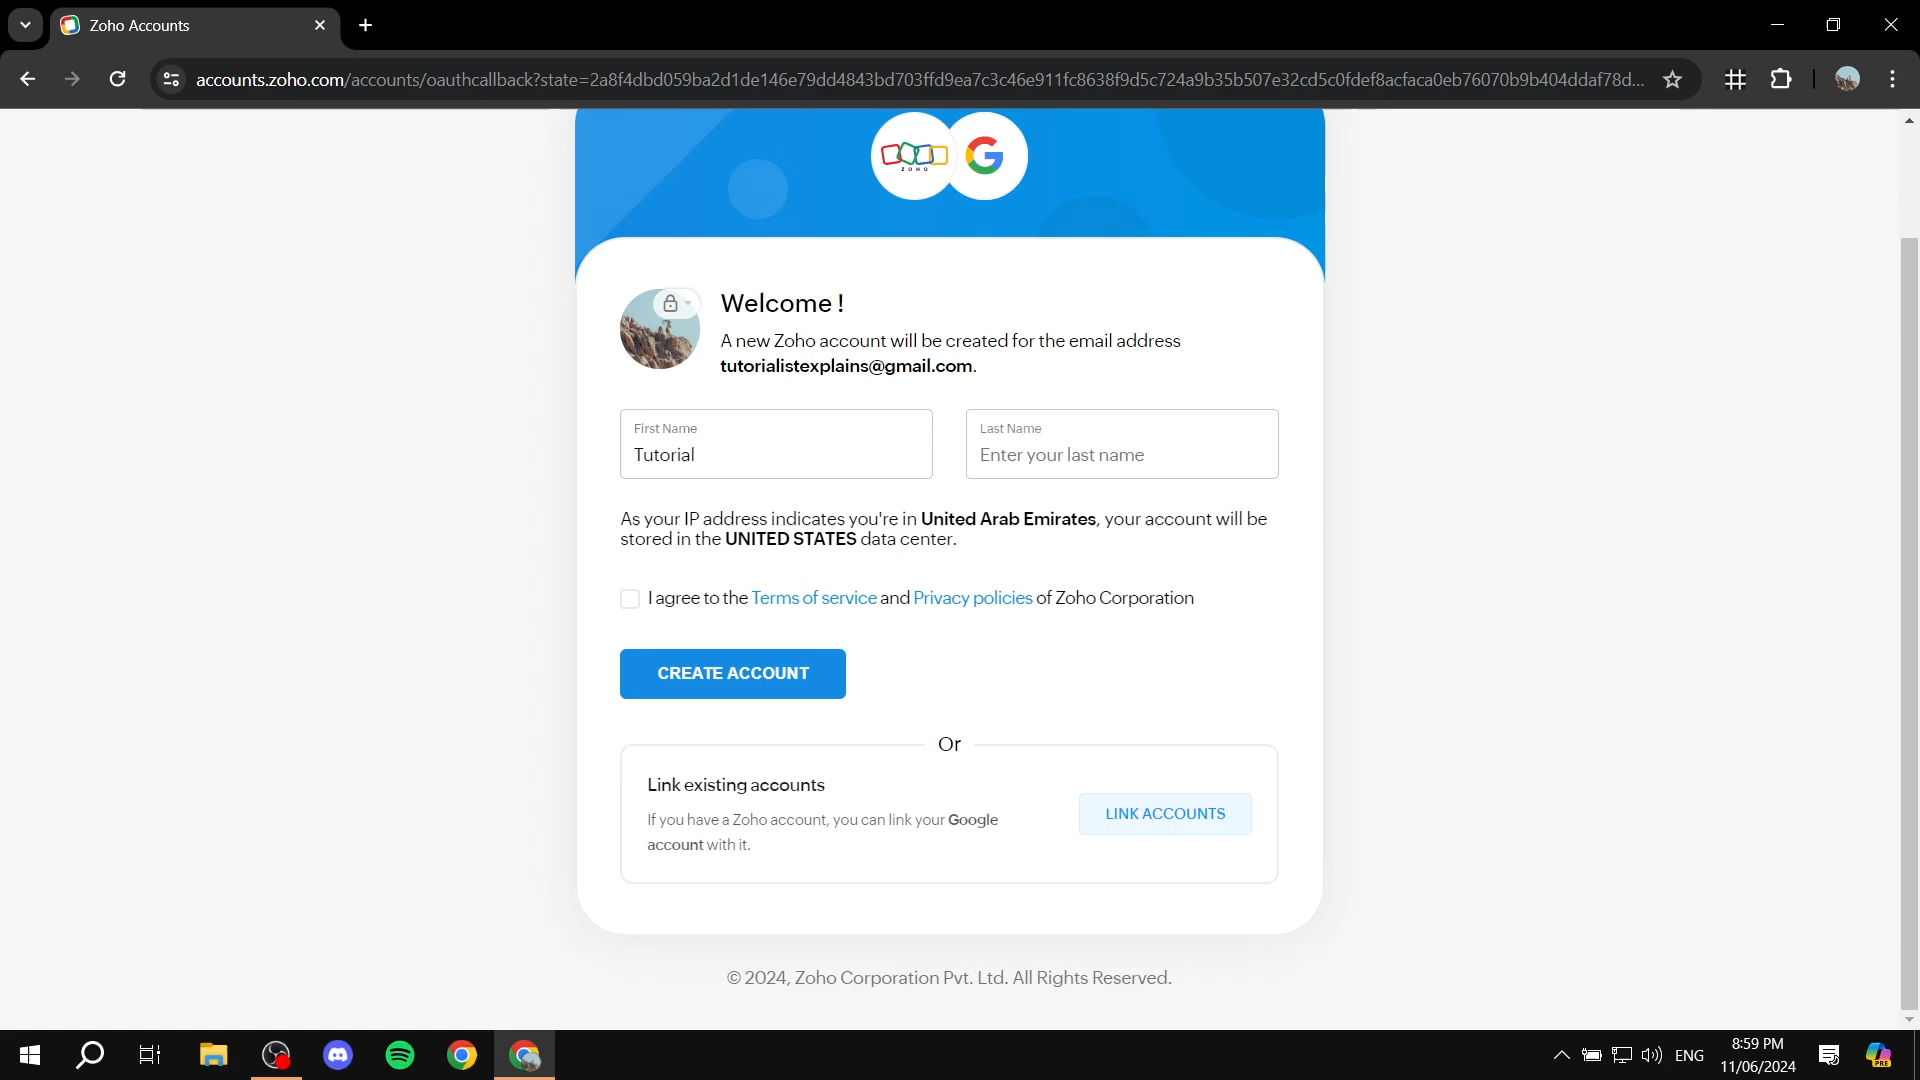 Zoho Accounts
accounts.zoho.com/accounts/oauthcallback?state=2a8f4dbd059ba2d1de146e79dd4843bd703ffd9ea7c3c46e911fc8638f9d5c724a9b35b507e32cd5c0fdef8acfaca0eb76070b9b404ddaf78d...
ZOHO
Welcome !
A new Zoho account will be created for the email address
tutorialistexplains@gmail.com.
First Name
Tutorial
Last Name
Enter your last name
As your IP address indicates you're in United Arab Emirates, your account will be
stored in the UNITED STATES data center.
I agree to the Terms of service and Privacy policies of Zoho Corporation
CREATE ACCOUNT
Or
Link existing accounts
If you have a Zoho account, you can link your Google
account with it.
LINK ACCOUNTS
© 2024, Zoho Corporation Pvt. Ltd. All Rights Reserved.
ENG
8:59 PM
11/06/2024
PRE